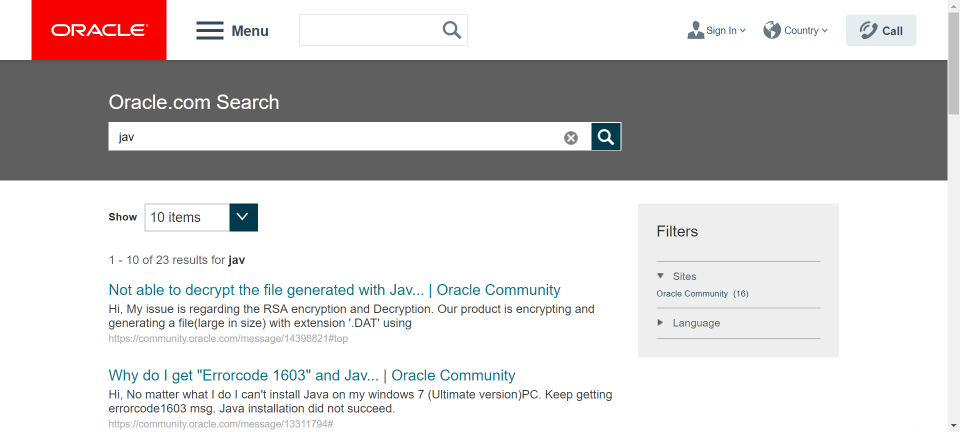 ORACLE
Menu
Sign In
Country
Call
Oracle.com Search
jav
Show
10 items
1 - 10 of 23 results for jav
Not able to decrypt the file generated with Jav... | Oracle Community
Hi, My issue is regarding the RSA encryption and Decryption. Our product is encrypting and
generating a file(large in size) with extension '.DAT' using
https://community.oracle.com/message/14398821#top
Why do I get "Errorcode 1603" and Jav... | Oracle Community
Hi, No matter what I do I can't install Java on my windows 7 (Ultimate version)PC. Keep getting
errorcode1603 msg. Java installation did not succeed.
https://community.oracle.com/message/13311794#
Filters
Sites
Oracle Community (16)
Language